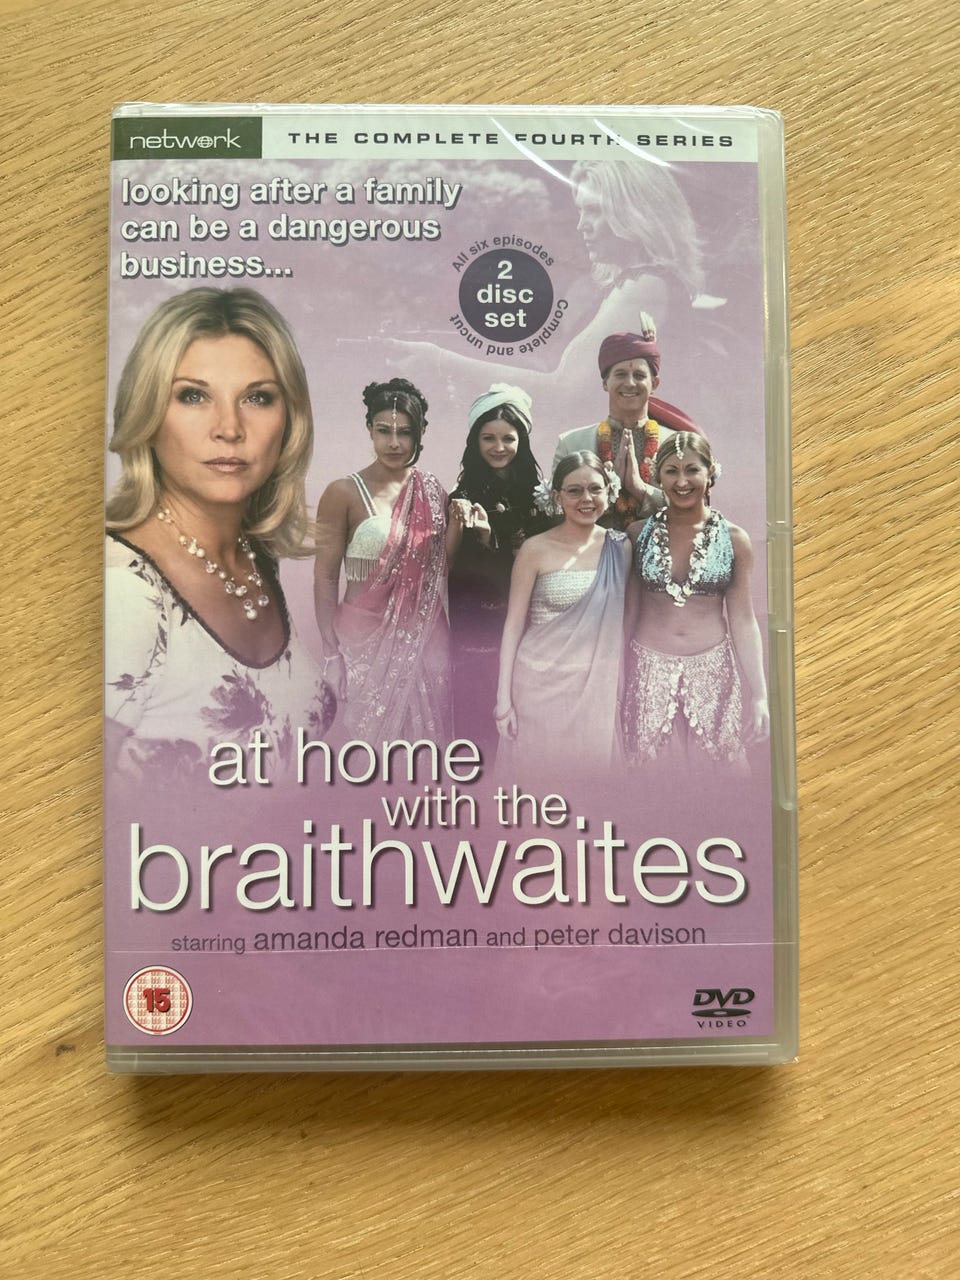 network
THE COMPLETE FOURTH SERIES
looking after a family
can be a dangerous
business...
All six episodes
2
disc
set
Complete and uncut
at home
with the
braithwaites
starring amanda redman and peter davison
15
DVD
VIDEO